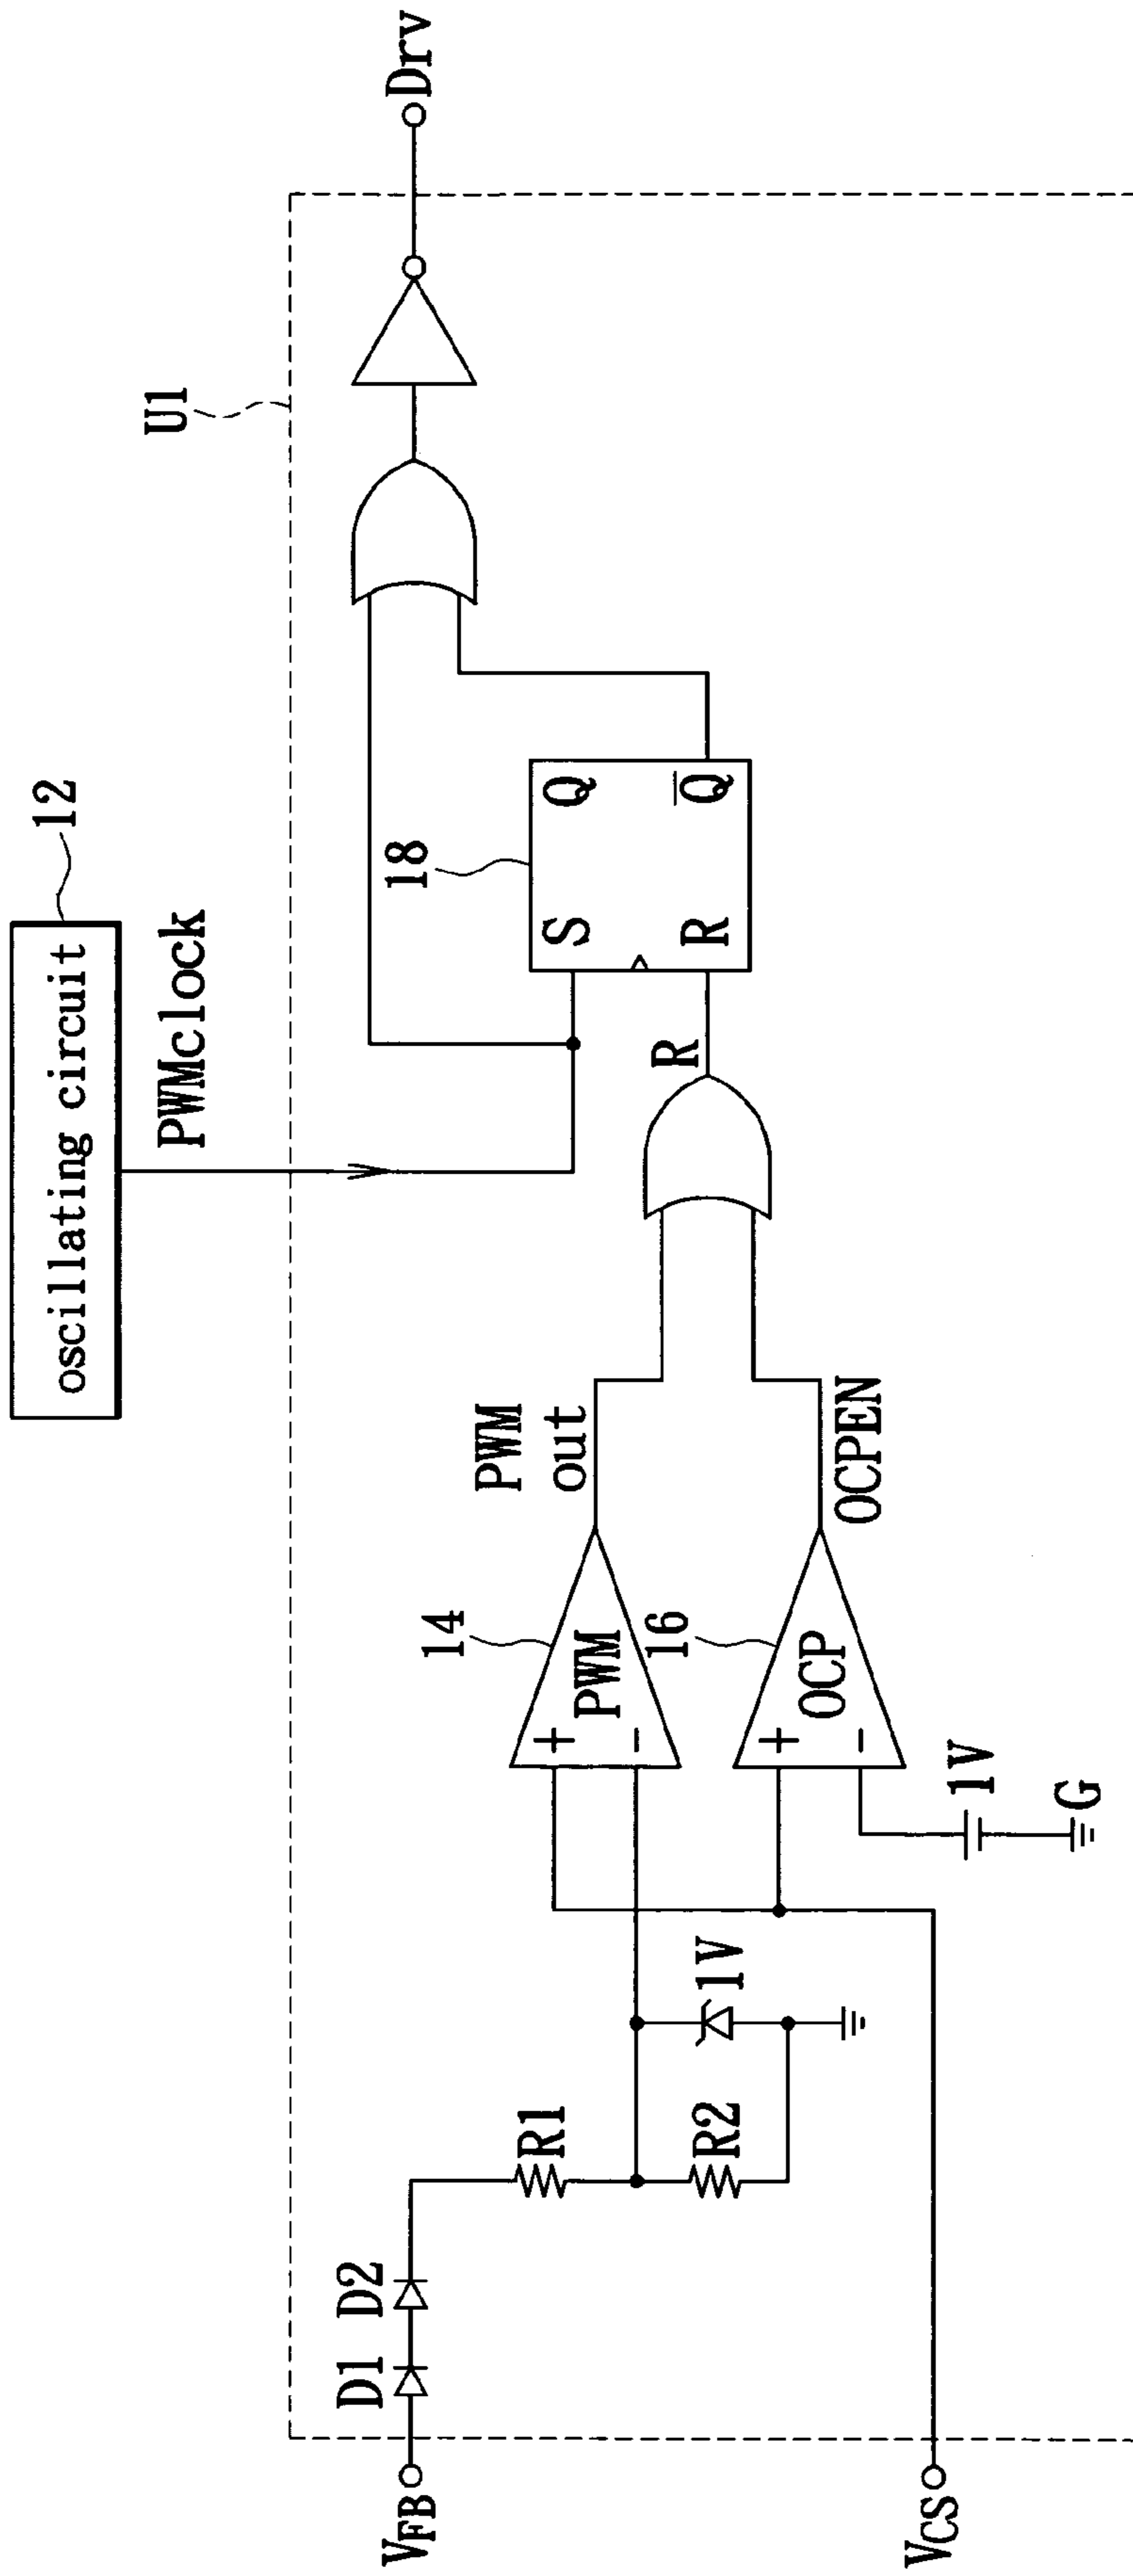 oscillating circuit
12
PWMclock
U1
Drv
VFB
D1
D2
R1
R2
1V
VCS
14
PWM
+
-
PWM
out
16
OCP
+
-
OCPEN
1V
G
R
18
S
Q
R
Q̅